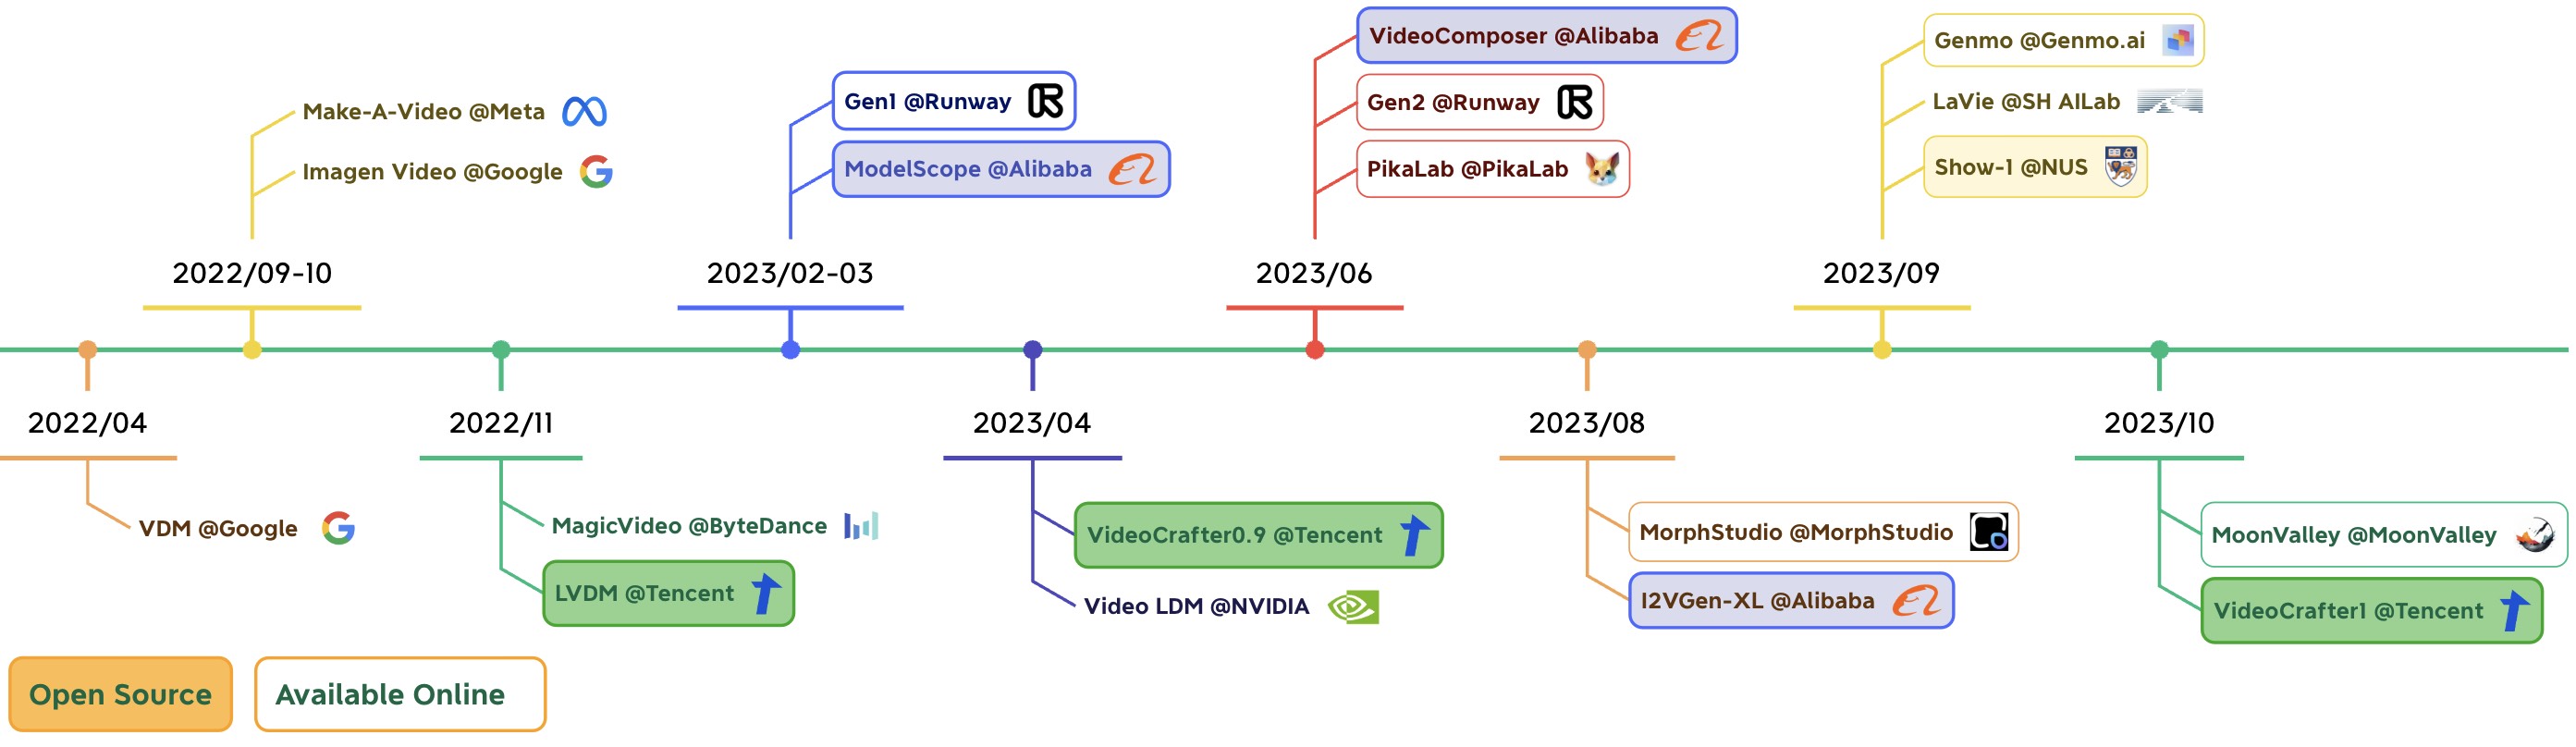 VideoComposer @Alibaba
Genmo @Genmo.ai
Make-A-Video @Meta
Gen1 @Runway
Gen2 @Runway
LaVie @SH AILab
Imagen Video @Google
ModelScope @Alibaba
PikaLab @PikaLab
Show-1 @NUS
2022/09-10
2023/02-03
2023/06
2023/09
2022/04
2022/11
2023/04
2023/08
2023/10
VDM @Google
MagicVideo @ByteDance
VideoCrafter0.9 @Tencent
MorphStudio @MorphStudio
MoonValley @MoonValley
LVDM @Tencent
Video LDM @NVIDIA
I2VGen-XL @Alibaba
VideoCrafter1 @Tencent
Open Source
Available Online